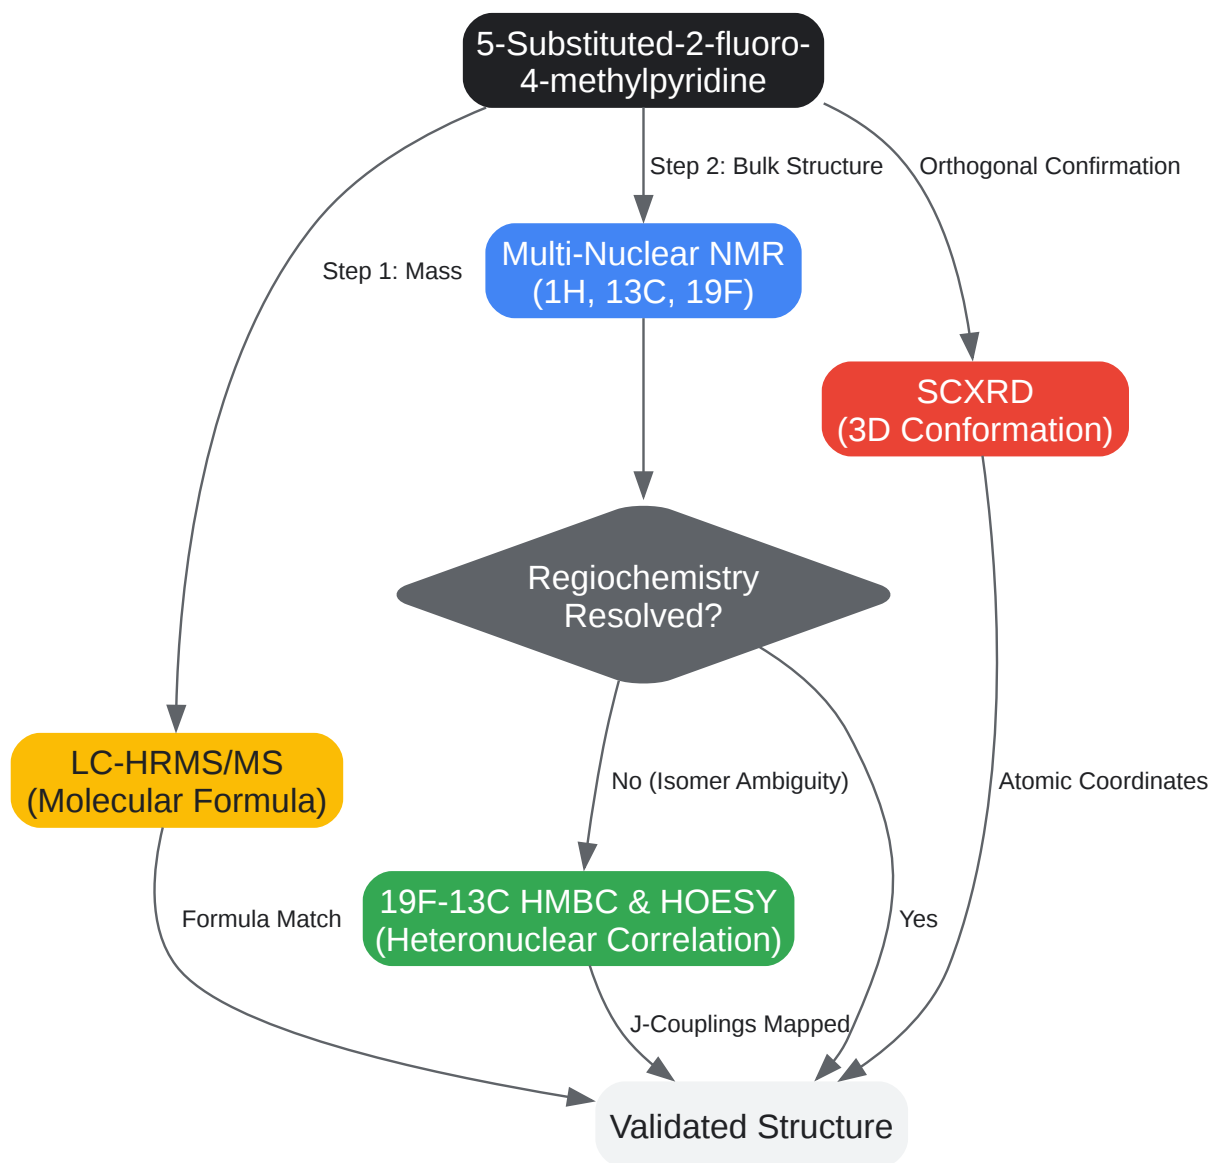 5-Substituted-2-fluoro-
4-methylpyridine
Step 2: Bulk Structure
Orthogonal Confirmation
Multi-Nuclear NMR
(1H, 13C, 19F)
Step 1: Mass
SCXRD
(3D Conformation)
Regiochemistry
Resolved?
LC-HRMS/MS
(Molecular Formula)
No (Isomer Ambiguity)
Atomic Coordinates
19F-13C HMBC & HOESY
(Heteronuclear Correlation)
Formula Match
Yes
J-Couplings Mapped
Validated Structure